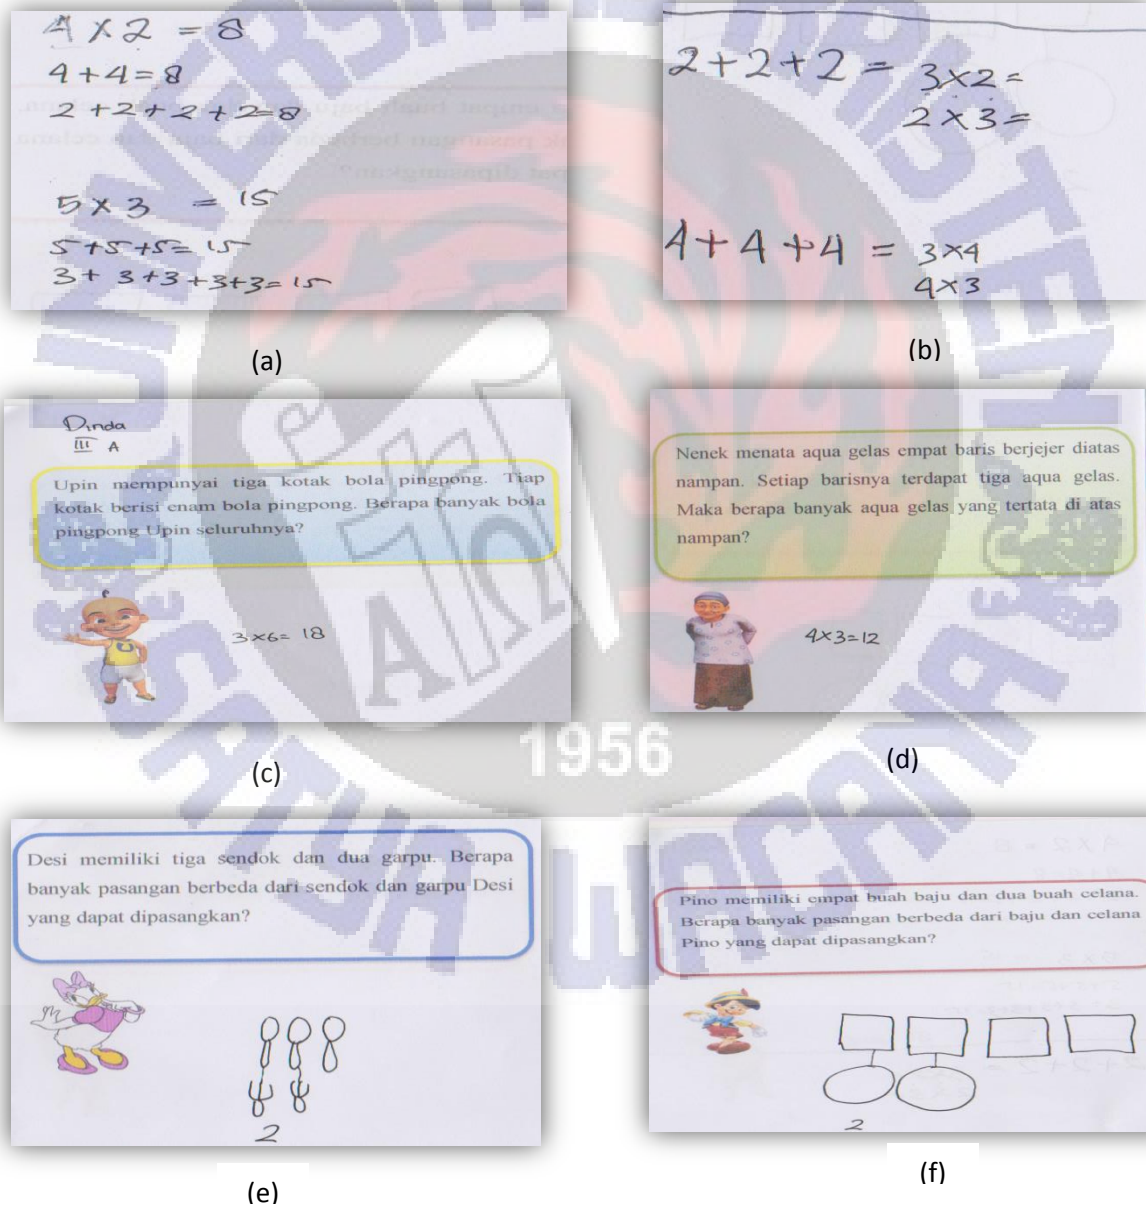 4 x 2 = 8
4 + 4 = 8
2 + 2 + 2 + 2 = 8
5 x 3 = 15
5 + 5 + 5 = 15
3 + 3 + 3 + 3 + 3 = 15
(a)
2 + 2 + 2 = 3 x 2 =
2 x 3 =
4 + 4 + 4 = 3 x 4
4 x 3
(b)
Dinda
III A
Upin mempunyai tiga kotak bola pingpong. Tiap
kotak berisi enam bola pingpong. Berapa banyak bola
pingpong Upin seluruhnya?
3 x 6 = 18
(c)
Nenek menata aqua gelas empat baris berjejer diatas
nampan. Setiap barisnya terdapat tiga aqua gelas.
Maka berapa banyak aqua gelas yang tertata di atas
nampan?
4 x 3 = 12
(d)
Desi memiliki tiga sendok dan dua garpu. Berapa
banyak pasangan berbeda dari sendok dan garpu Desi
yang dapat dipasangkan?
2
(e)
Pino memiliki empat buah baju dan dua buah celana.
Berapa banyak pasangan berbeda dari baju dan celana
Pino yang dapat dipasangkan?
2
(f)
1956
SATYA WACANA